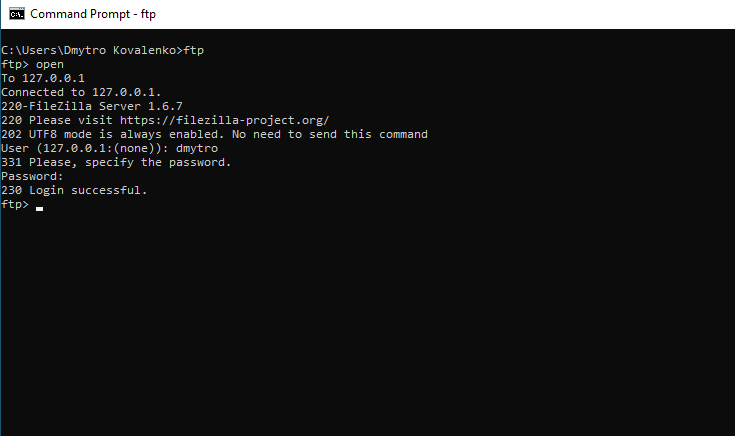 Command Prompt - ftp
C:\Users\Dmytro Kovalenko>ftp
ftp> open
To 127.0.0.1
Connected to 127.0.0.1.
220-FileZilla Server 1.6.7
220 Please visit https://filezilla-project.org/
202 UTF8 mode is always enabled. No need to send this command
User (127.0.0.1:(none)): dmytro
331 Please, specify the password.
Password:
230 Login successful.
ftp>